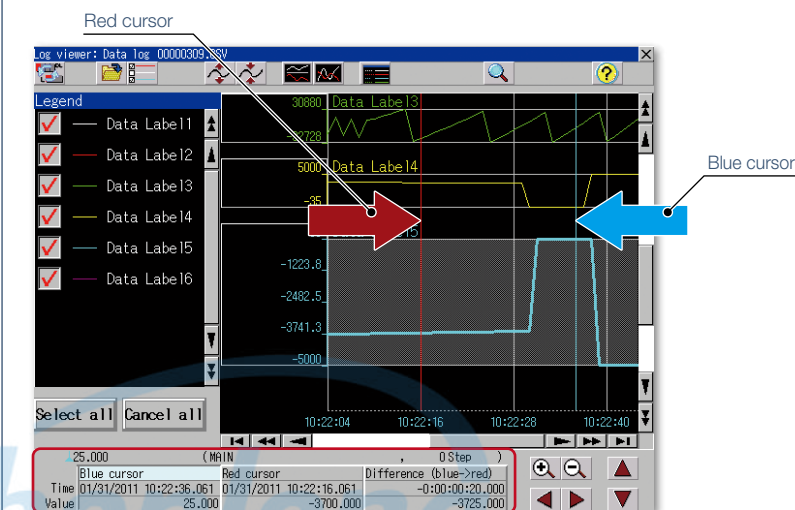 Red cursor
Log viewer: Data log 00000309.CSV
Legend
Data Label1
Data Label2
Data Label3
Data Label4
Data Label5
Data Label6
Select all Cancel all
30880 Data Label3
-32728
5000 Data Label4
-35
-1223.8
-2482.5
-3741.3
-5000
10:22:04 10:22:16 10:22:28 10:22:40
Blue cursor
25.000 (MAIN , 0 Step )
Blue cursor Red cursor Difference (blue->red)
Time 01/31/2011 10:22:36.061 01/31/2011 10:22:16.061 -0:00:00:20.000
Value 25.000 -3700.000 -3725.000